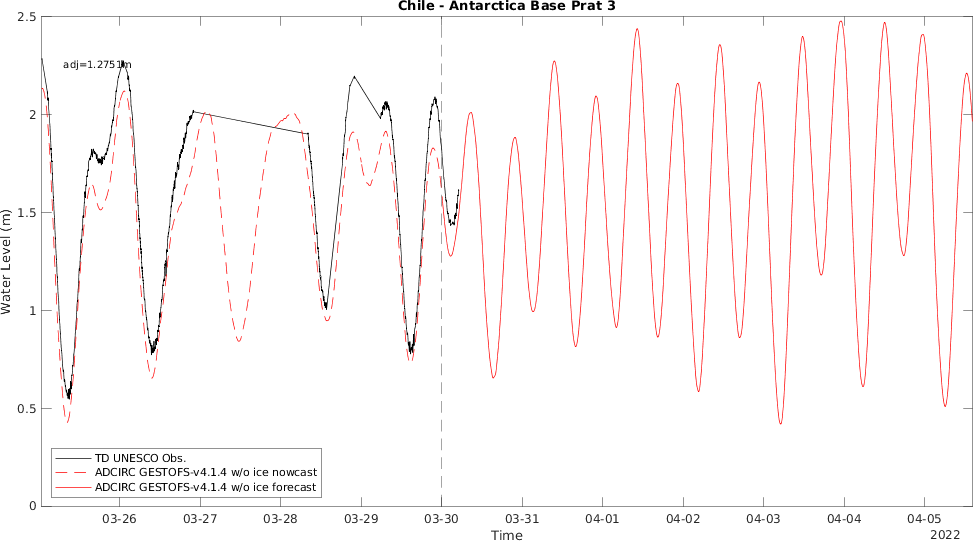 Chile - Antarctica Base Prat 3
2.5
2
1.5
1
0.5
0
Water Level (m)
adj=1.2751m
TD UNESCO Obs.
ADCIRC GESTOFS-v4.1.4 w/o ice nowcast
ADCIRC GESTOFS-v4.1.4 w/o ice forecast
03-26 03-27 03-28 03-29 03-30 03-31 04-01 04-02 04-03 04-04 04-05
Time
2022